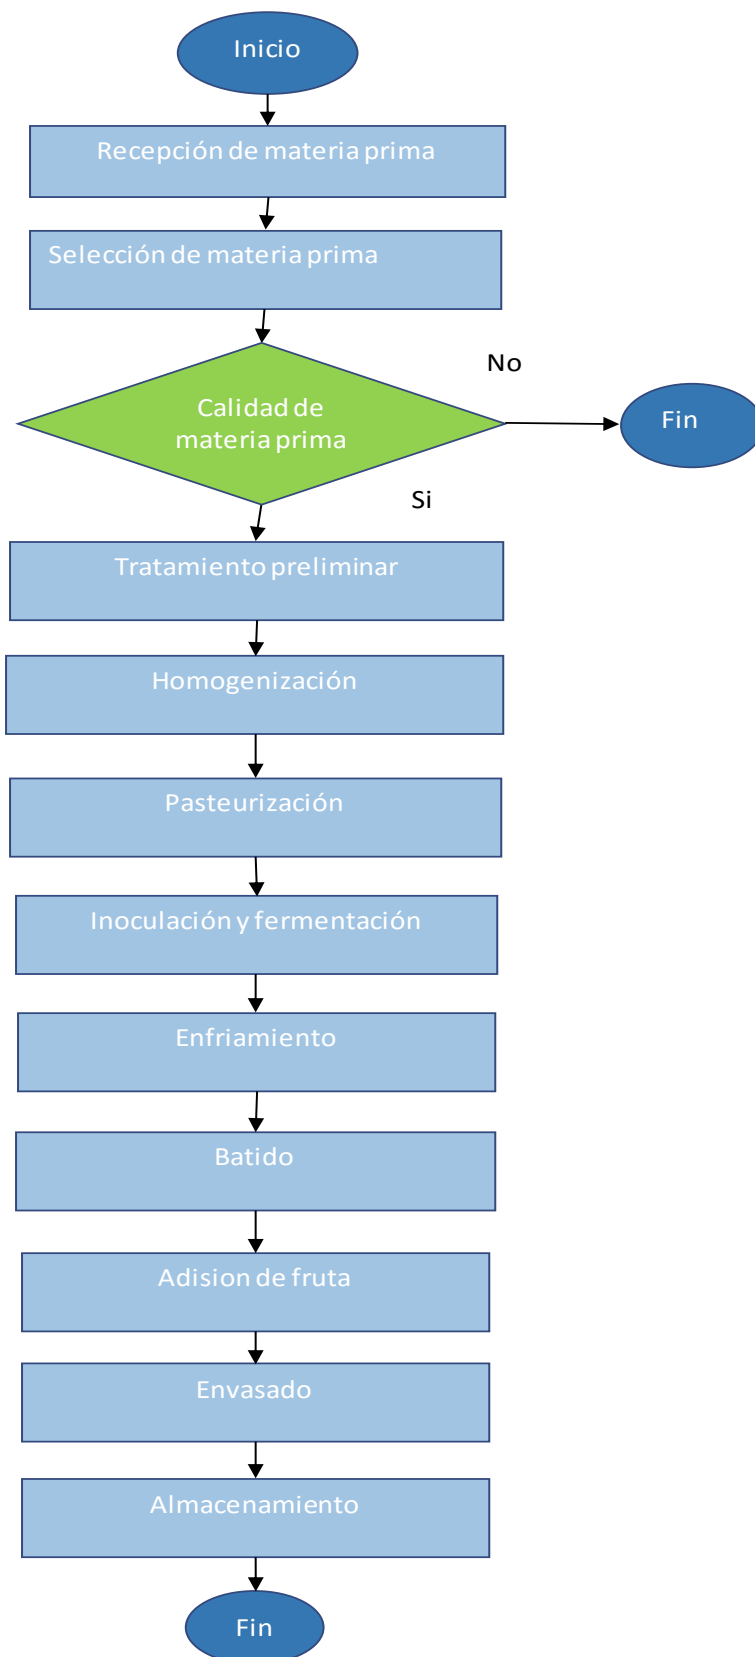 Inicio
Recepción de materia prima
Selección de materia prima
No
Calidad de
materia prima
Fin
Si
Tratamiento preliminar
Homogenización
Pasteurización
Inoculación y fermentación
Enfriamiento
Batido
Adision de fruta
Envasado
Almacenamiento
Fin